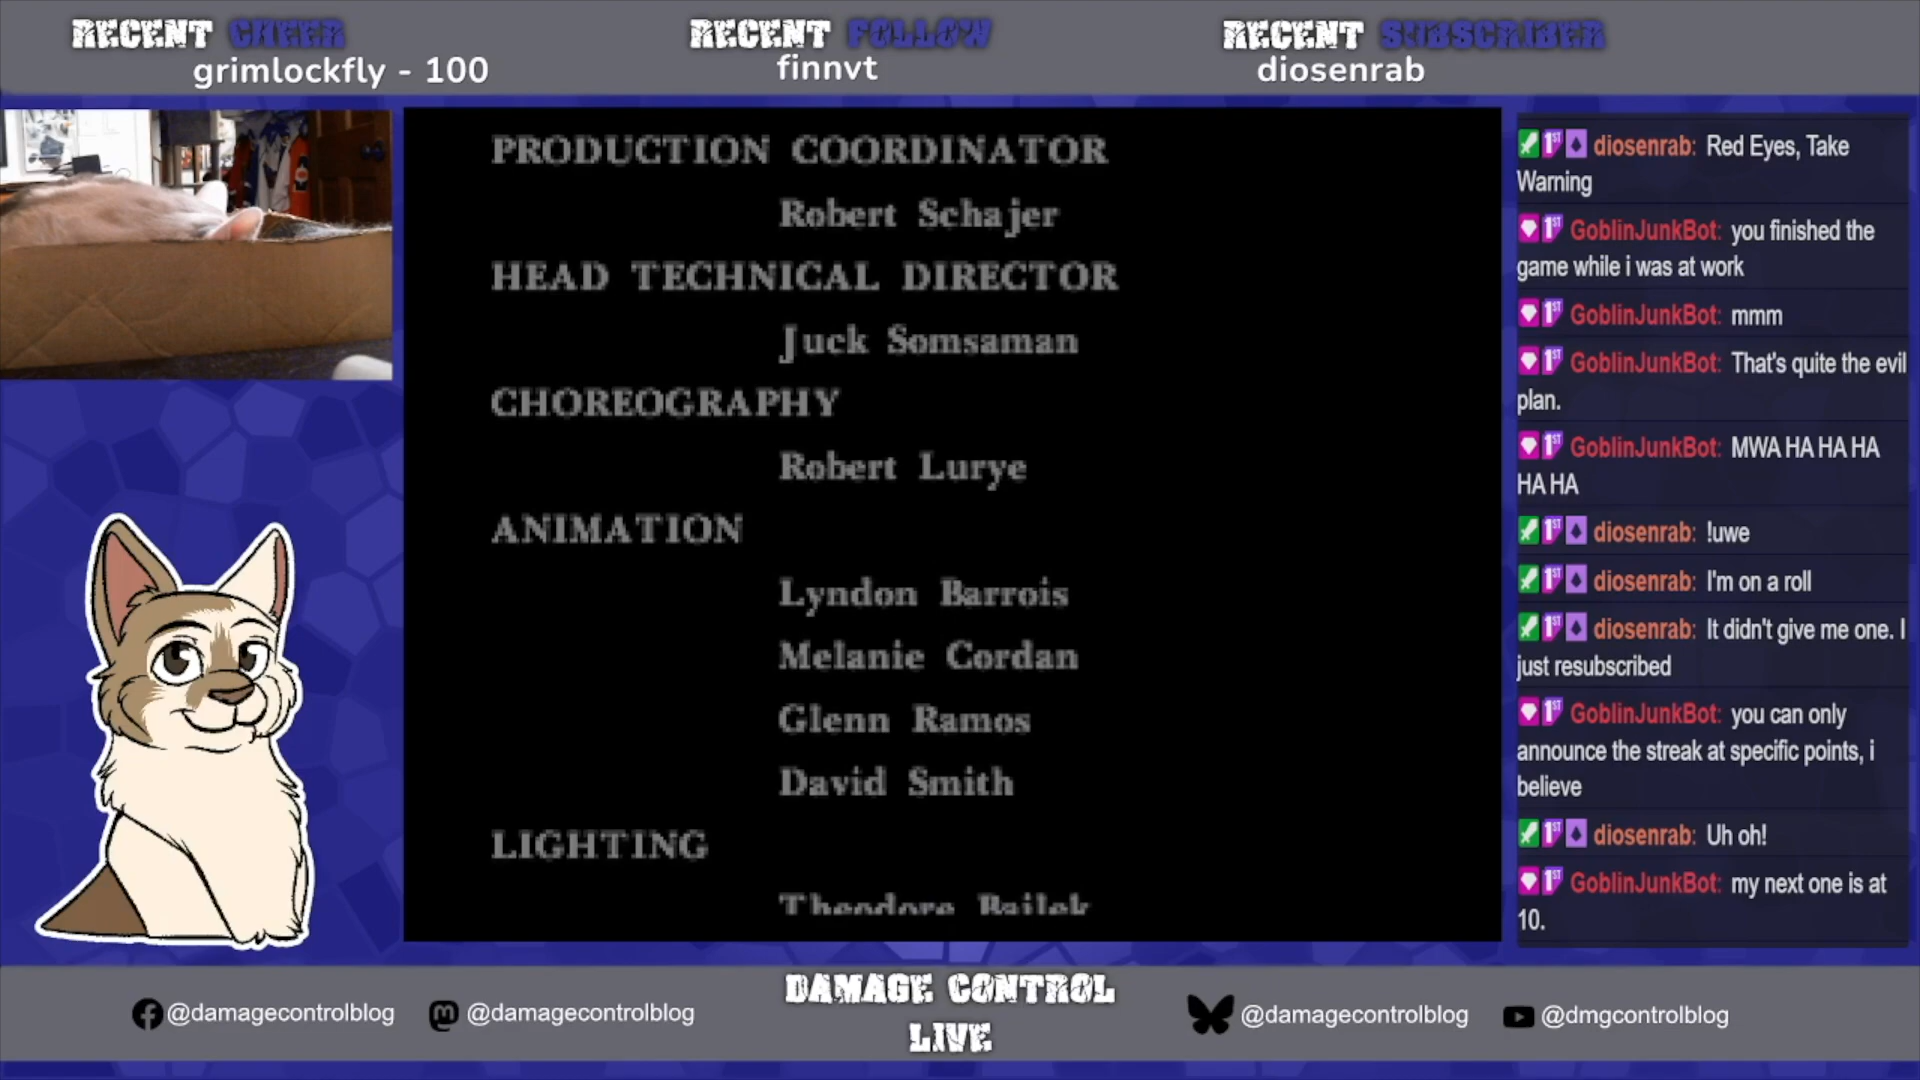 RECENT CHEER
grimlockfly - 100
RECENT FOLLOW
finnvt
RECENT SUBSCRIBER
diosenrab
PRODUCTION COORDINATOR
Robert Schajer
HEAD TECHNICAL DIRECTOR
Juck Somsaman
CHOREOGRAPHY
Robert Lurye
ANIMATION
Lyndon Barrois
Melanie Cordan
Glenn Ramos
David Smith
LIGHTING
Theodore
diosenrab: Red Eyes, Take
Warning
GoblinJunkBot: you finished the
game while i was at work
GoblinJunkBot: mmm
GoblinJunkBot: That's quite the evil
plan.
GoblinJunkBot: MWA HA HA HA
HA HA
diosenrab: !uwe
diosenrab: I'm on a roll
diosenrab: It didn't give me one. I
just resubscribed
GoblinJunkBot: you can only
announce the streak at specific points, i
believe
diosenrab: Uh oh!
GoblinJunkBot: my next one is at
10.
@damagecontrolblog
@damagecontrolblog
DAMAGE CONTROL
LIVE
@damagecontrolblog
@dmgcontrolblog